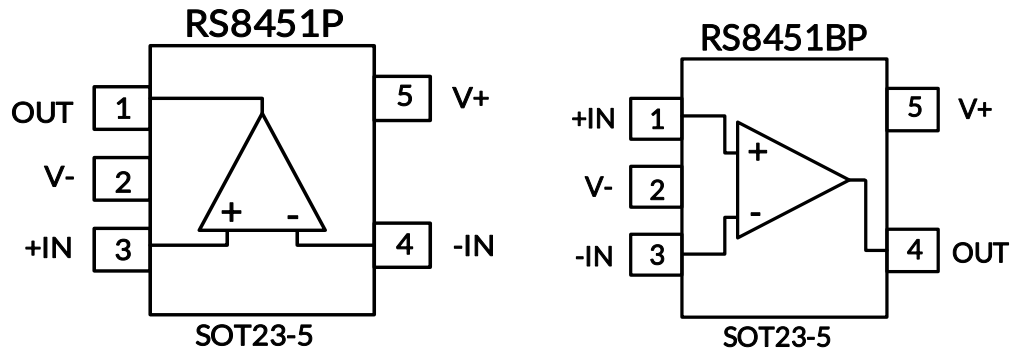 RS8451P
OUT 1 5 V+
V- 2
+ -
+IN 3 4 -IN
SOT23-5
RS8451BP
+IN 1 5 V+
+
V- 2
-
-IN 3 4 OUT
SOT23-5